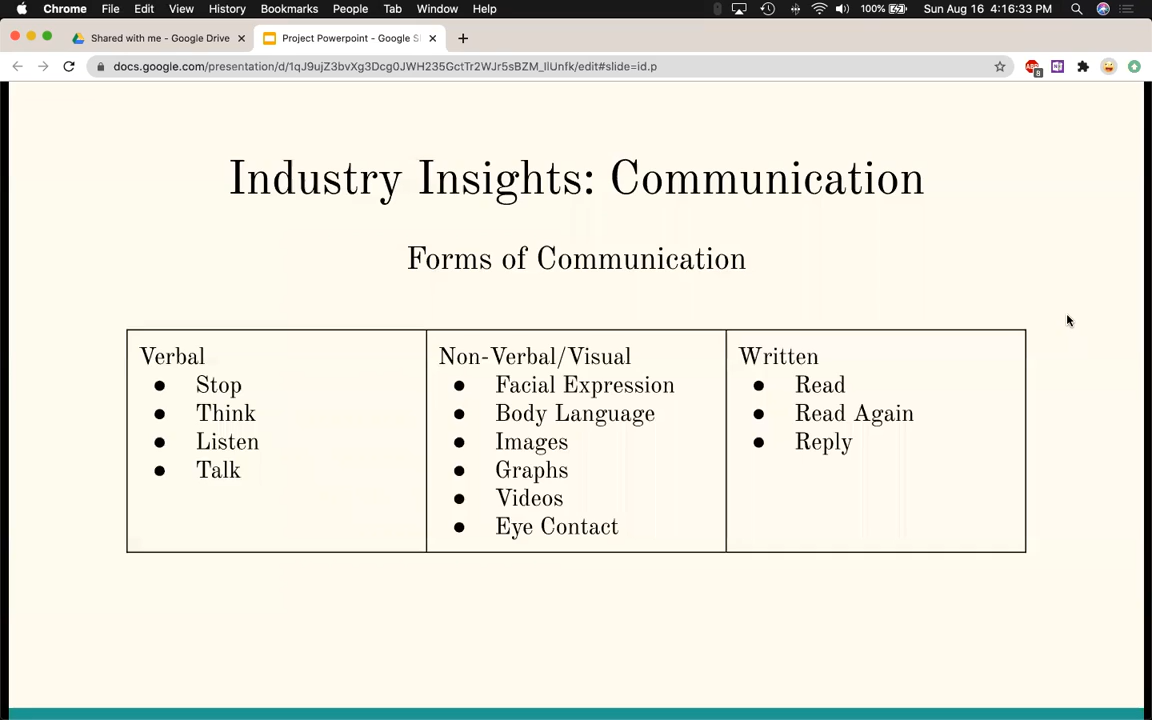 Chrome File Edit View History Bookmarks People Tab Window Help 100% Sun Aug 16 4:16:33 PM
Shared with me - Google Drive
Project Powerpoint - Google S
docs.google.com/presentation/d/1qJ9ujZ3bvXg3Dcg0JWH235GctTr2WJr5sBZM_IlUnfk/edit#slide=id.p
ABP
8
Industry Insights: Communication
Forms of Communication
Verbal
● Stop
● Think
● Listen
● Talk
Non-Verbal/Visual
● Facial Expression
● Body Language
● Images
● Graphs
● Videos
● Eye Contact
Written
● Read
● Read Again
● Reply